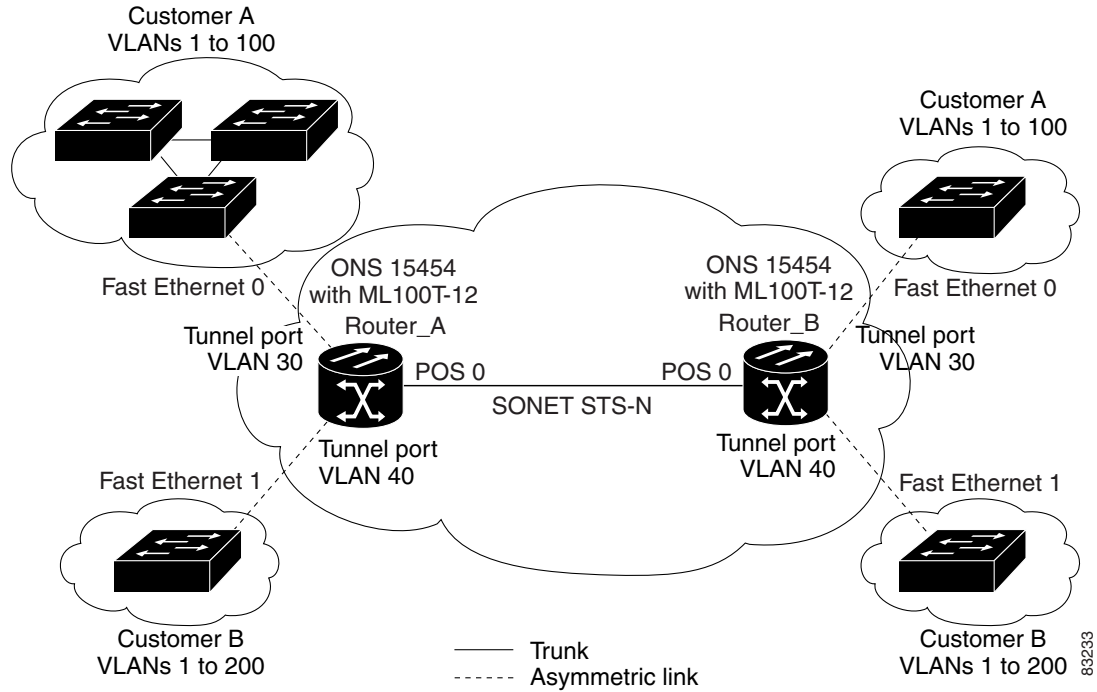 Customer A
VLANs 1 to 100
Customer A
VLANs 1 to 100
Fast Ethernet 0
ONS 15454
with ML100T-12
Router_A
Tunnel port
VLAN 30
ONS 15454
with ML100T-12
Router_B
Fast Ethernet 0
Tunnel port
VLAN 30
POS 0
POS 0
SONET STS-N
Tunnel port
VLAN 40
Tunnel port
VLAN 40
Fast Ethernet 1
Fast Ethernet 1
Customer B
VLANs 1 to 200
Customer B
VLANs 1 to 200
Trunk
Asymmetric link
83233